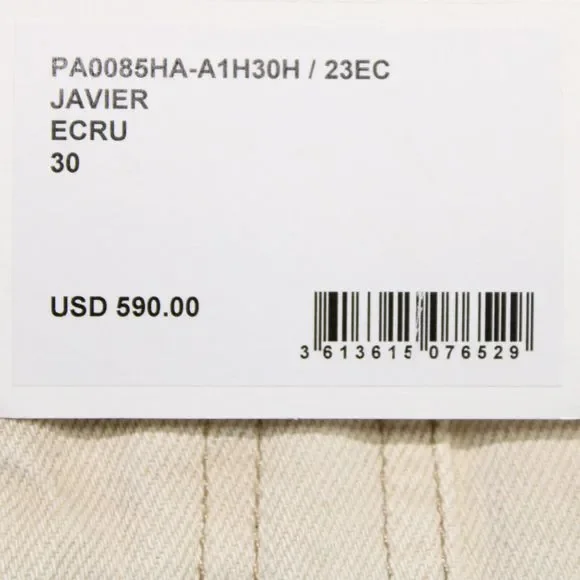 PA0085HA-A1H30H / 23EC
JAVIER
ECRU
30
USD 590.00
3 613615 076529